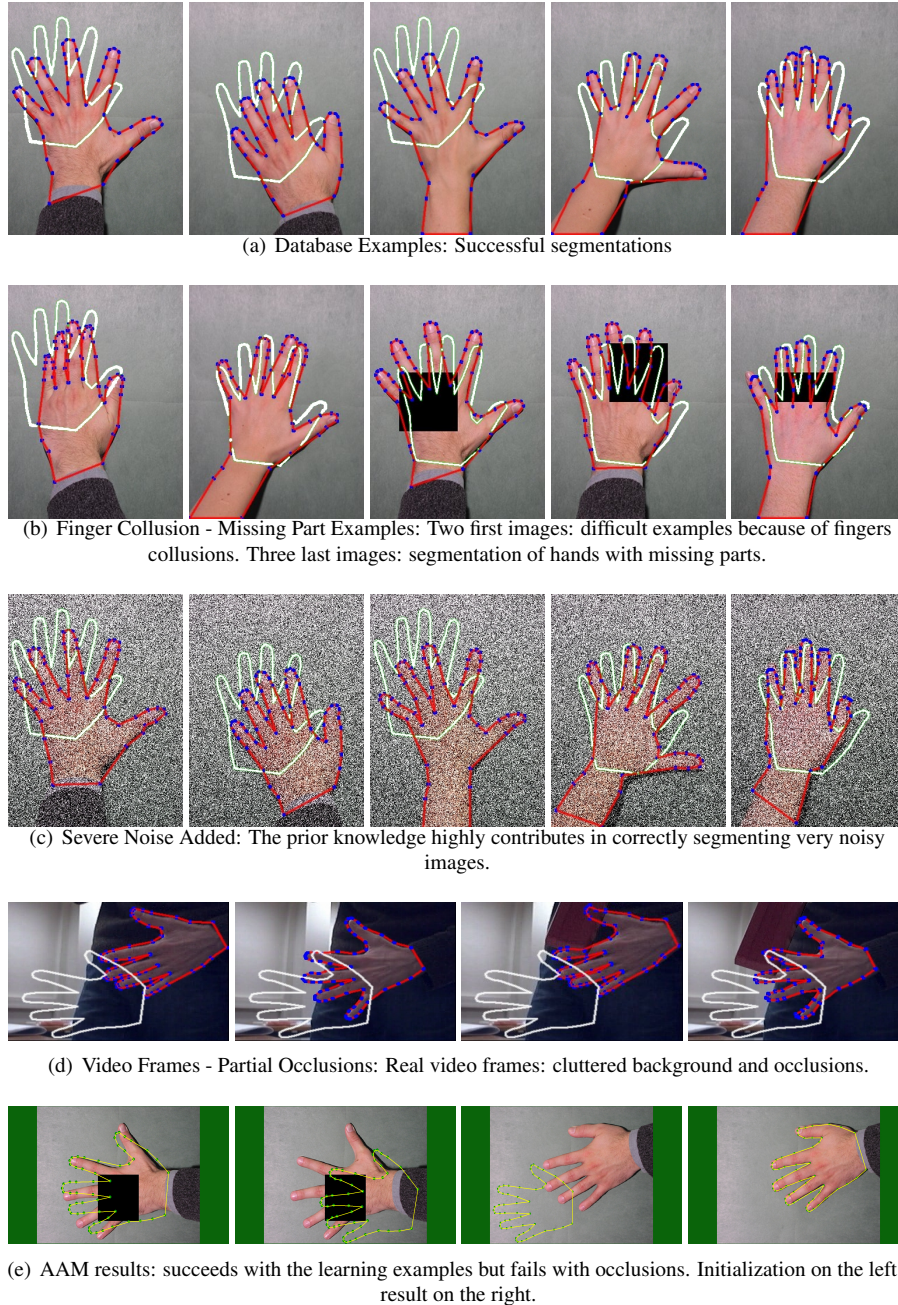 (a) Database Examples: Successful segmentations
(b) Finger Collusion - Missing Part Examples: Two first images: difficult examples because of fingers
collusions. Three last images: segmentation of hands with missing parts.
(c) Severe Noise Added: The prior knowledge highly contributes in correctly segmenting very noisy
images.
(d) Video Frames - Partial Occlusions: Real video frames: cluttered background and occlusions.
(e) AAM results: succeeds with the learning examples but fails with occlusions. Initialization on the left
result on the right.